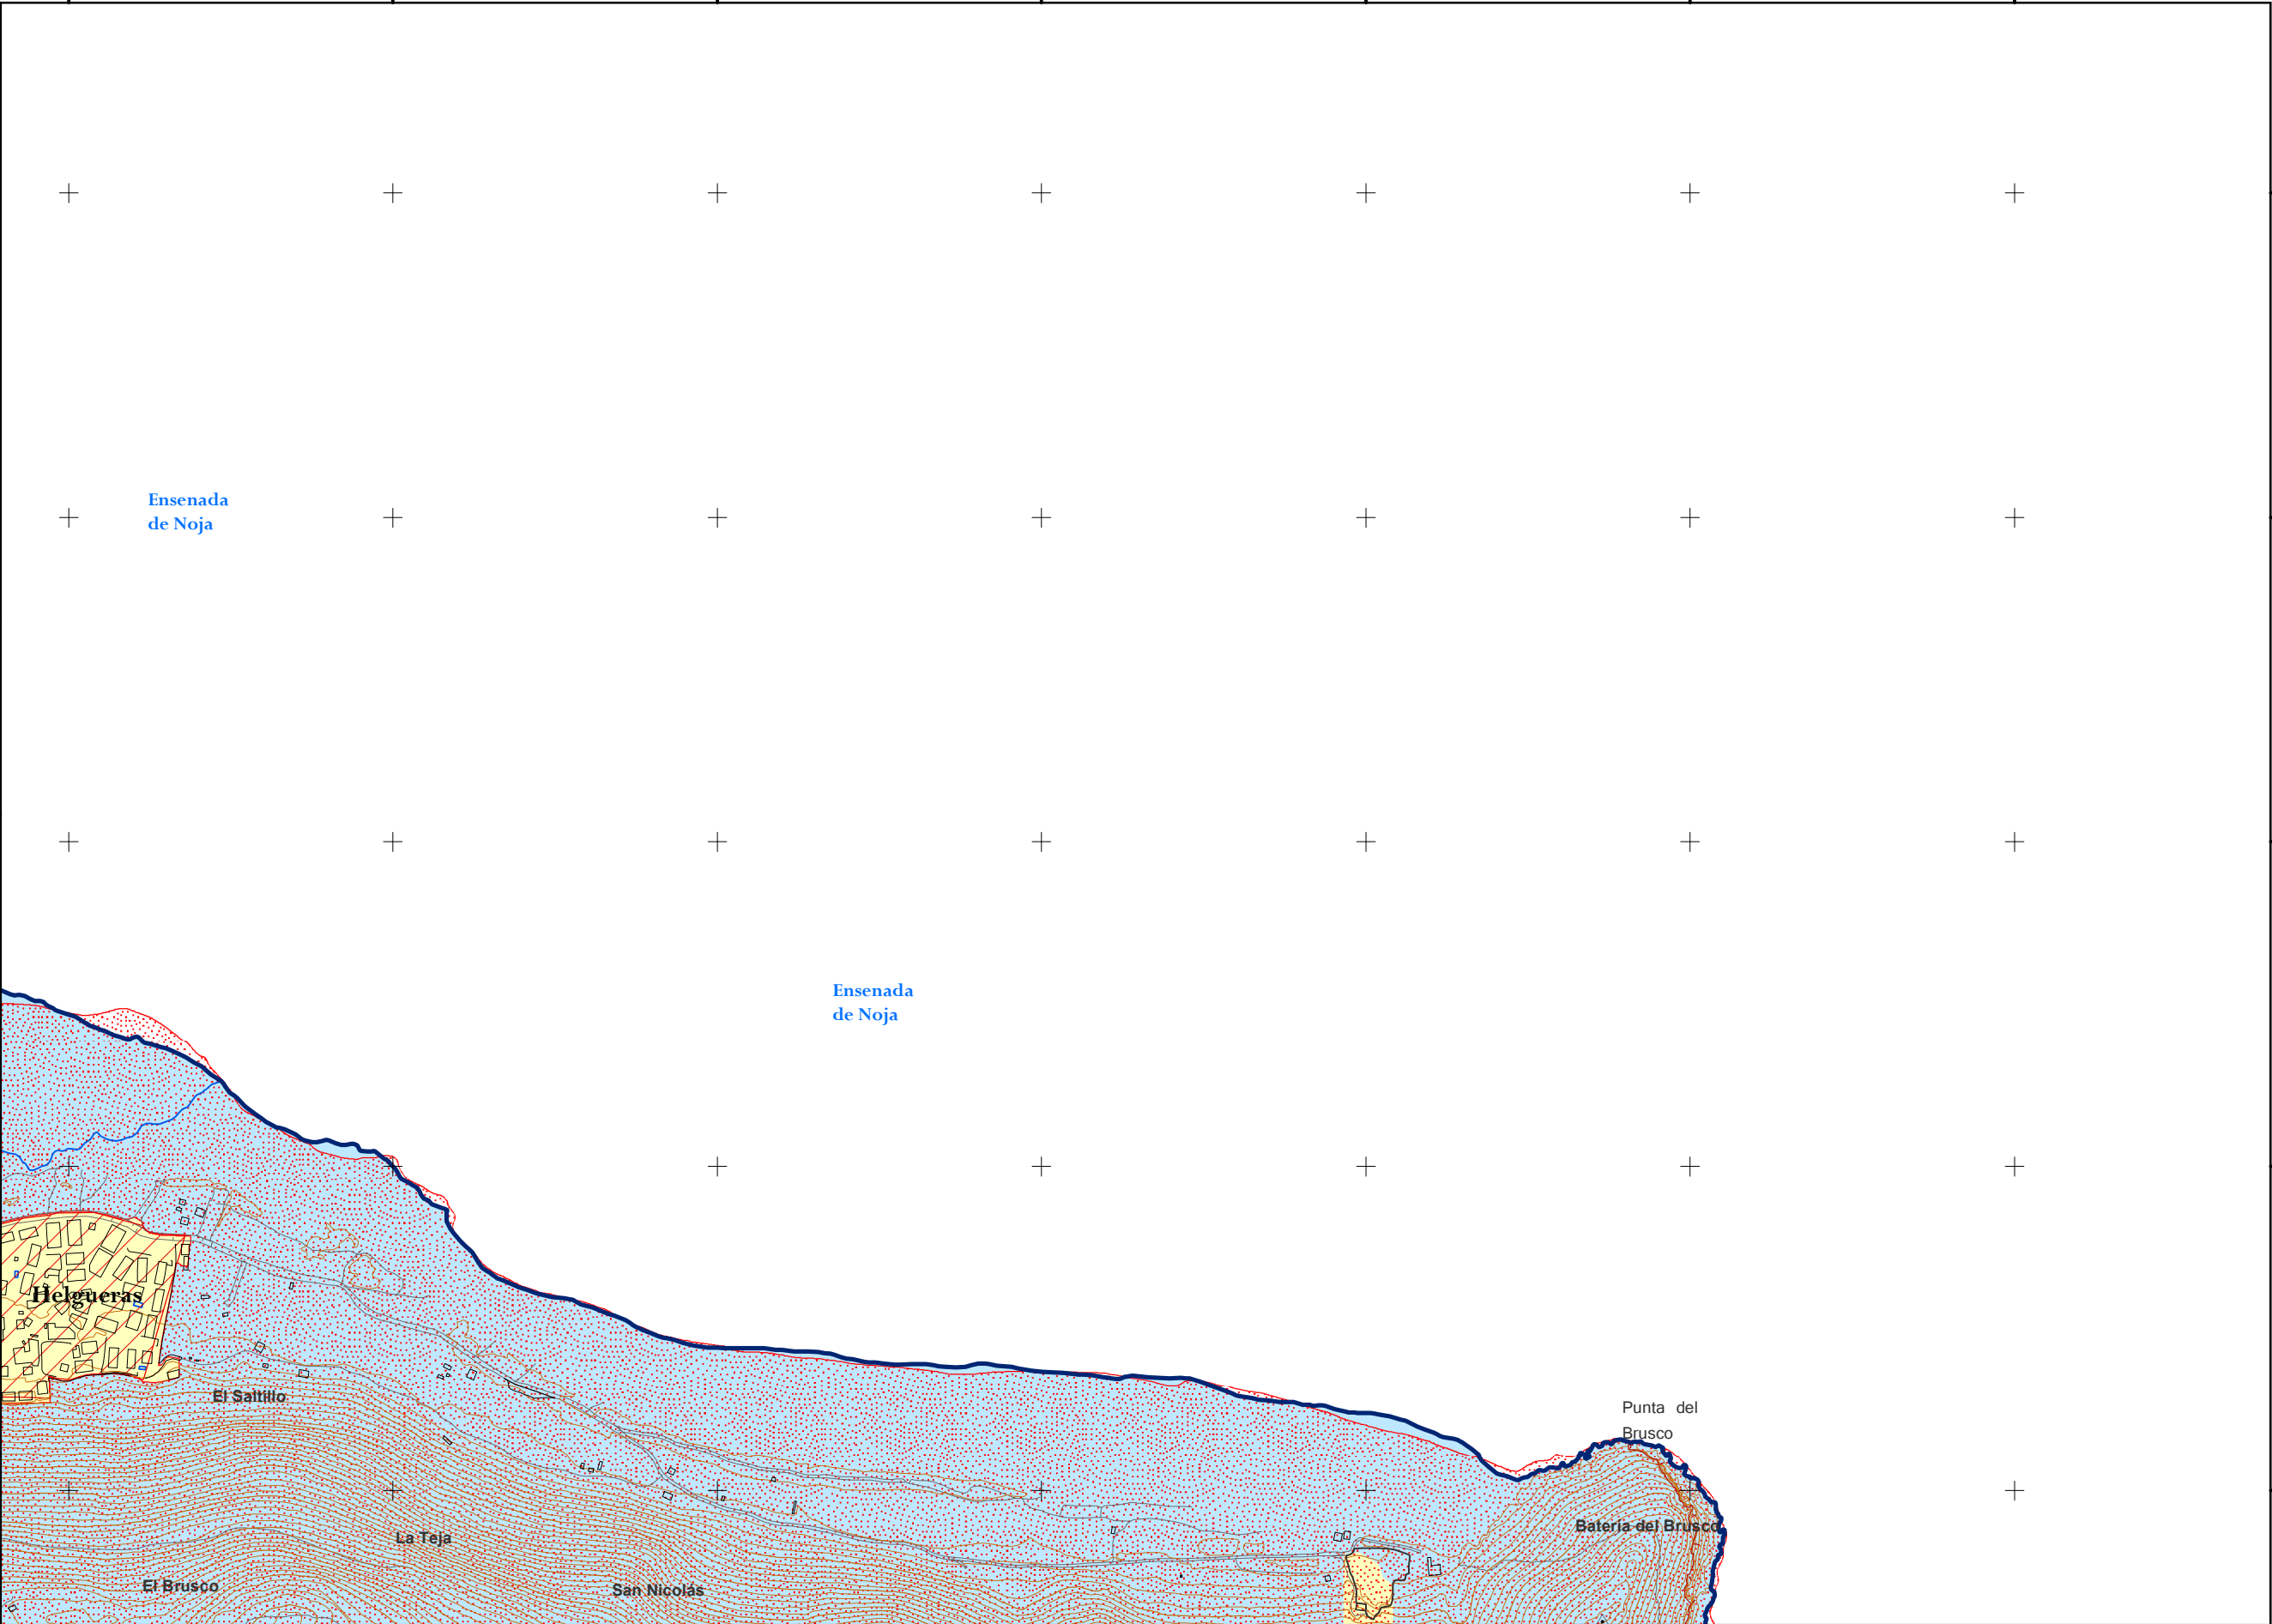 Ensenada
de Noja
Ensenada
de Noja
Helgueras
El Saltillo
Punta del
Brusco
Batería del Brusco
La Teja
El Brusco
San Nicolás